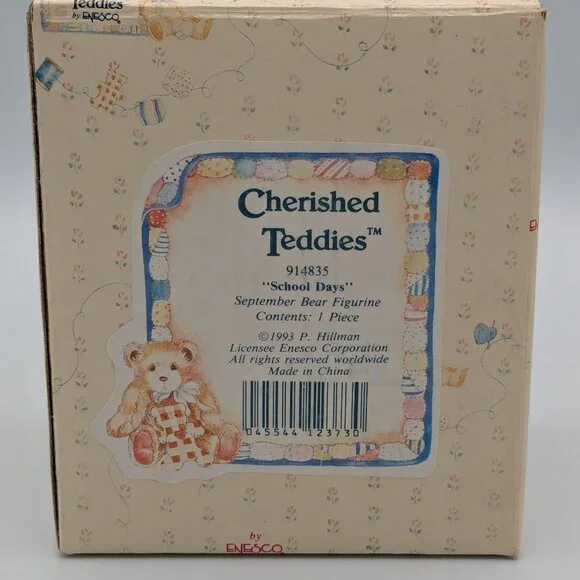 Teddies
by ENESCO
Cherished
Teddies™
914835
"School Days"
September Bear Figurine
Contents: 1 Piece
©1993 P. Hillman
Licensee Enesco Corporation
All rights reserved worldwide
Made in China
045544 123730
by
ENESCO
ENESCO